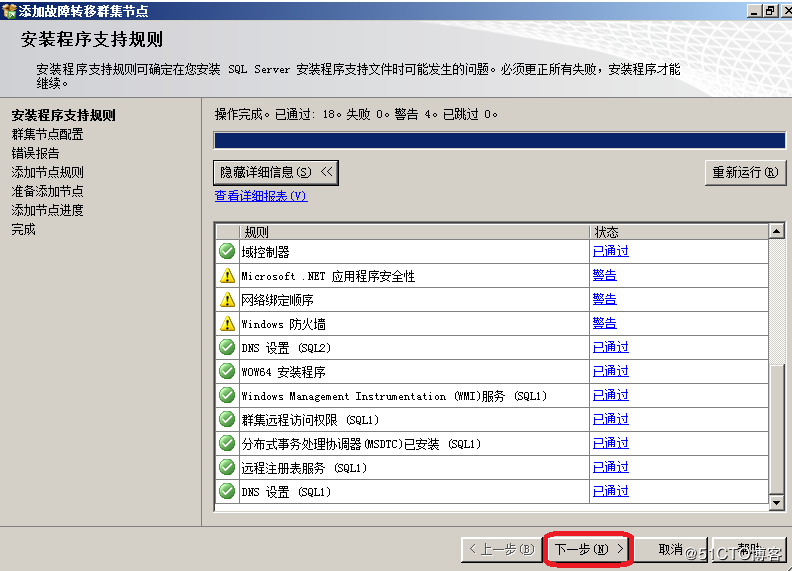 添加故障转移群集节点
安装程序支持规则
安装程序支持规则可确定在您安装 SQL Server 安装程序支持文件时可能发生的问题。必须更正所有失败，安装程序才能
继续。
安装程序支持规则
群集节点配置
错误报告
添加节点规则
准备添加节点
添加节点进度
完成
操作完成。已通过: 18。失败 0。警告 4。已跳过 0。
隐藏详细信息(S) <<
重新运行(R)
查看详细报表(V)
规则 状态
域控制器 已通过
Microsoft .NET 应用程序安全性 警告
网络绑定顺序 警告
Windows 防火墙 警告
DNS 设置 (SQL2) 已通过
WOW64 安装程序 已通过
Windows Management Instrumentation (WMI)服务 (SQL1) 已通过
群集远程访问权限 (SQL1) 已通过
分布式事务处理协调器(MSDTC)已安装 (SQL1) 已通过
远程注册表服务 (SQL1) 已通过
DNS 设置 (SQL1) 已通过
< 上一步(B) 下一步(N) > 取消 帮助
@51CTO博客